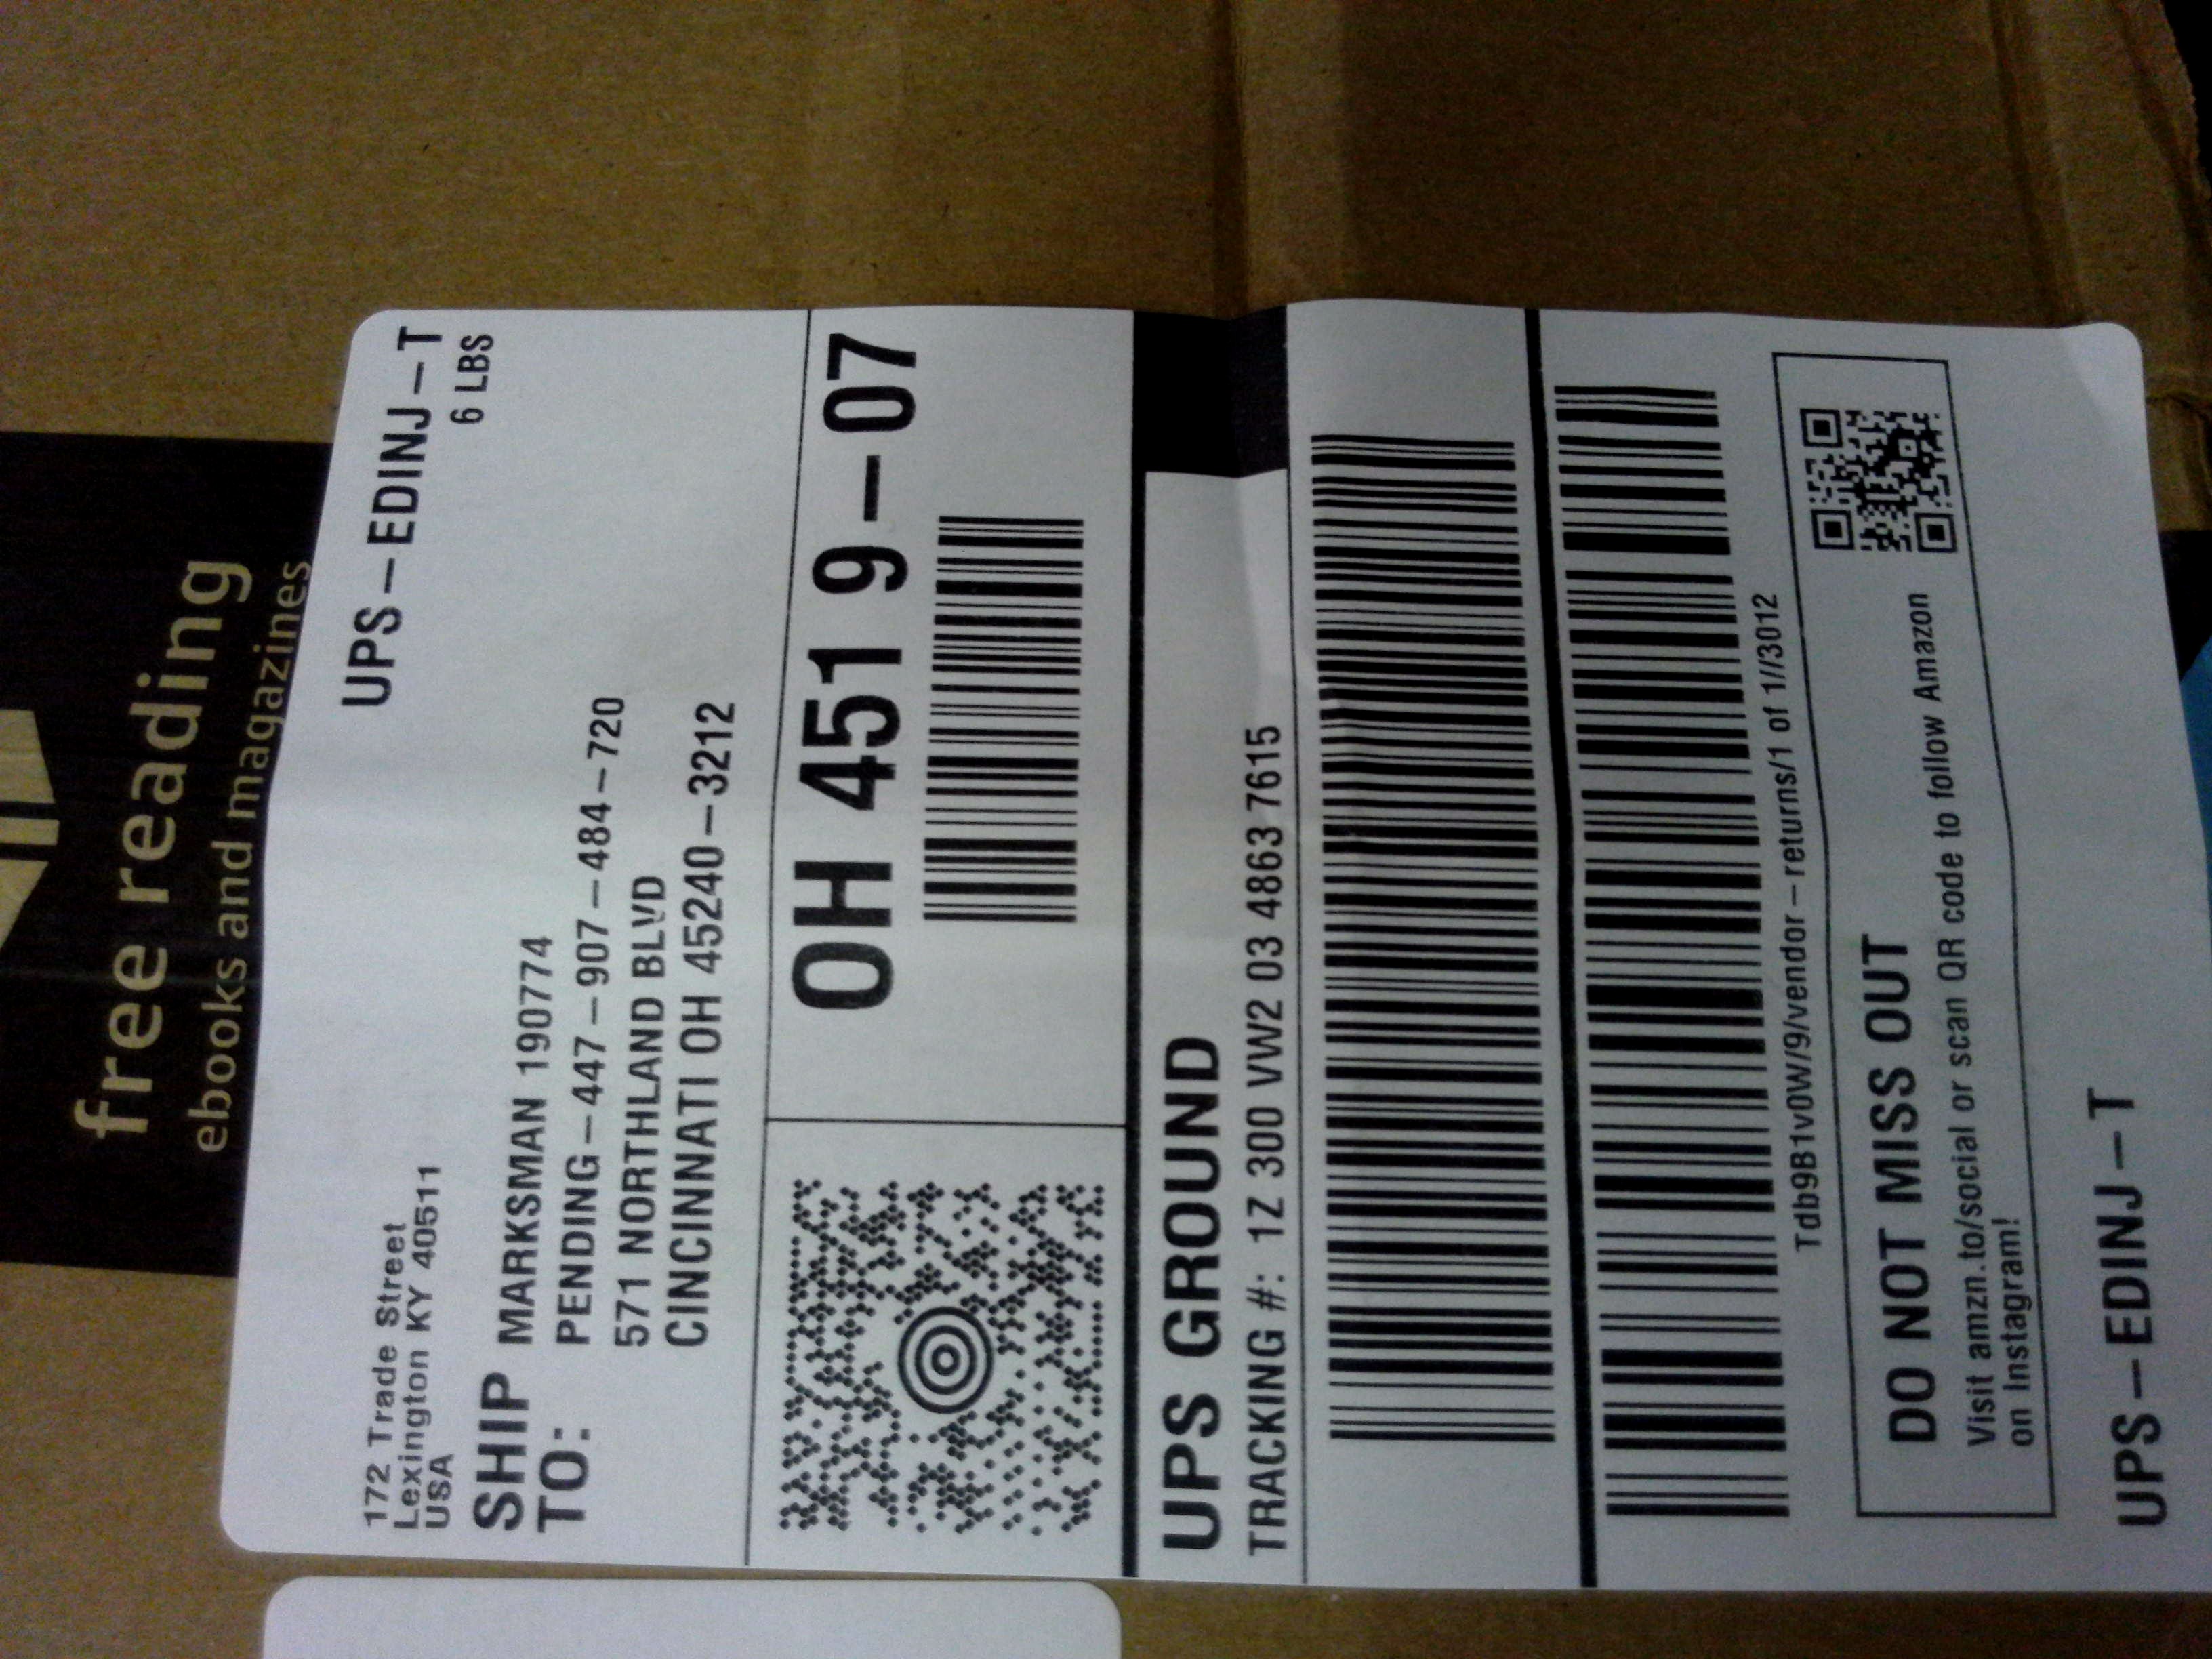 free reading
ebooks and magazines
UPS-EDINJ-T
6 LBS
172 Trade Street
Lexington KY 40511
USA
SHIP
TO:
MARKSMAN 190774
PENDING-447-907-484-720
571 NORTHLAND BLVD
CINCINNATI OH 45240-3212
OH 451 9-07
UPS GROUND
TRACKING #: 1Z 300 VW2 03 4863 7615
Tdb9B1v0W/9/vendor-returns/1 of 1//3012
DO NOT MISS OUT
Visit amzn.to/social or scan QR code to follow Amazon
on Instagram!
UPS-EDINJ-T